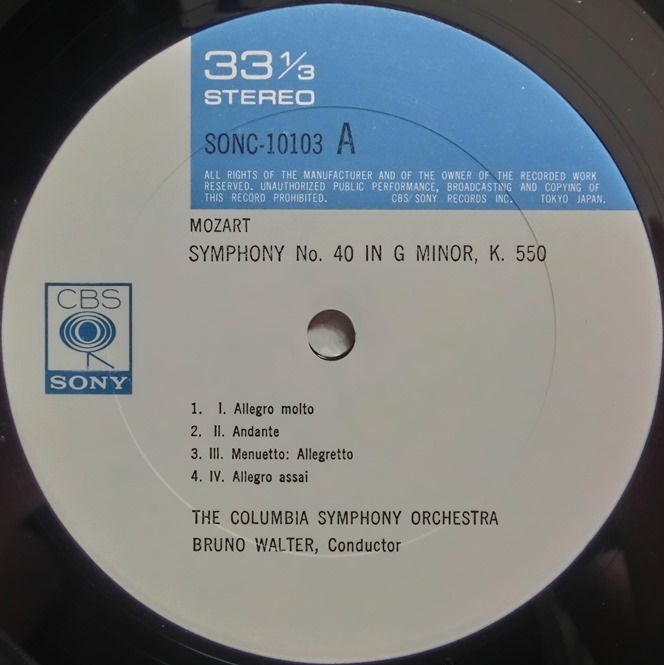 33 1/3
STEREO
SONC-10103 A
ALL RIGHTS OF THE MANUFACTURER AND OF THE OWNER OF THE RECORDED WORK
RESERVED. UNAUTHORIZED PUBLIC PERFORMANCE, BROADCASTING AND COPYING OF
THIS RECORD PROHIBITED. CBS/SONY RECORDS INC. TOKYO JAPAN.
MOZART
SYMPHONY No. 40 IN G MINOR, K. 550
CBS
SONY
1. I. Allegro molto
2. II. Andante
3. III. Menuetto: Allegretto
4. IV. Allegro assai
THE COLUMBIA SYMPHONY ORCHESTRA
BRUNO WALTER, Conductor